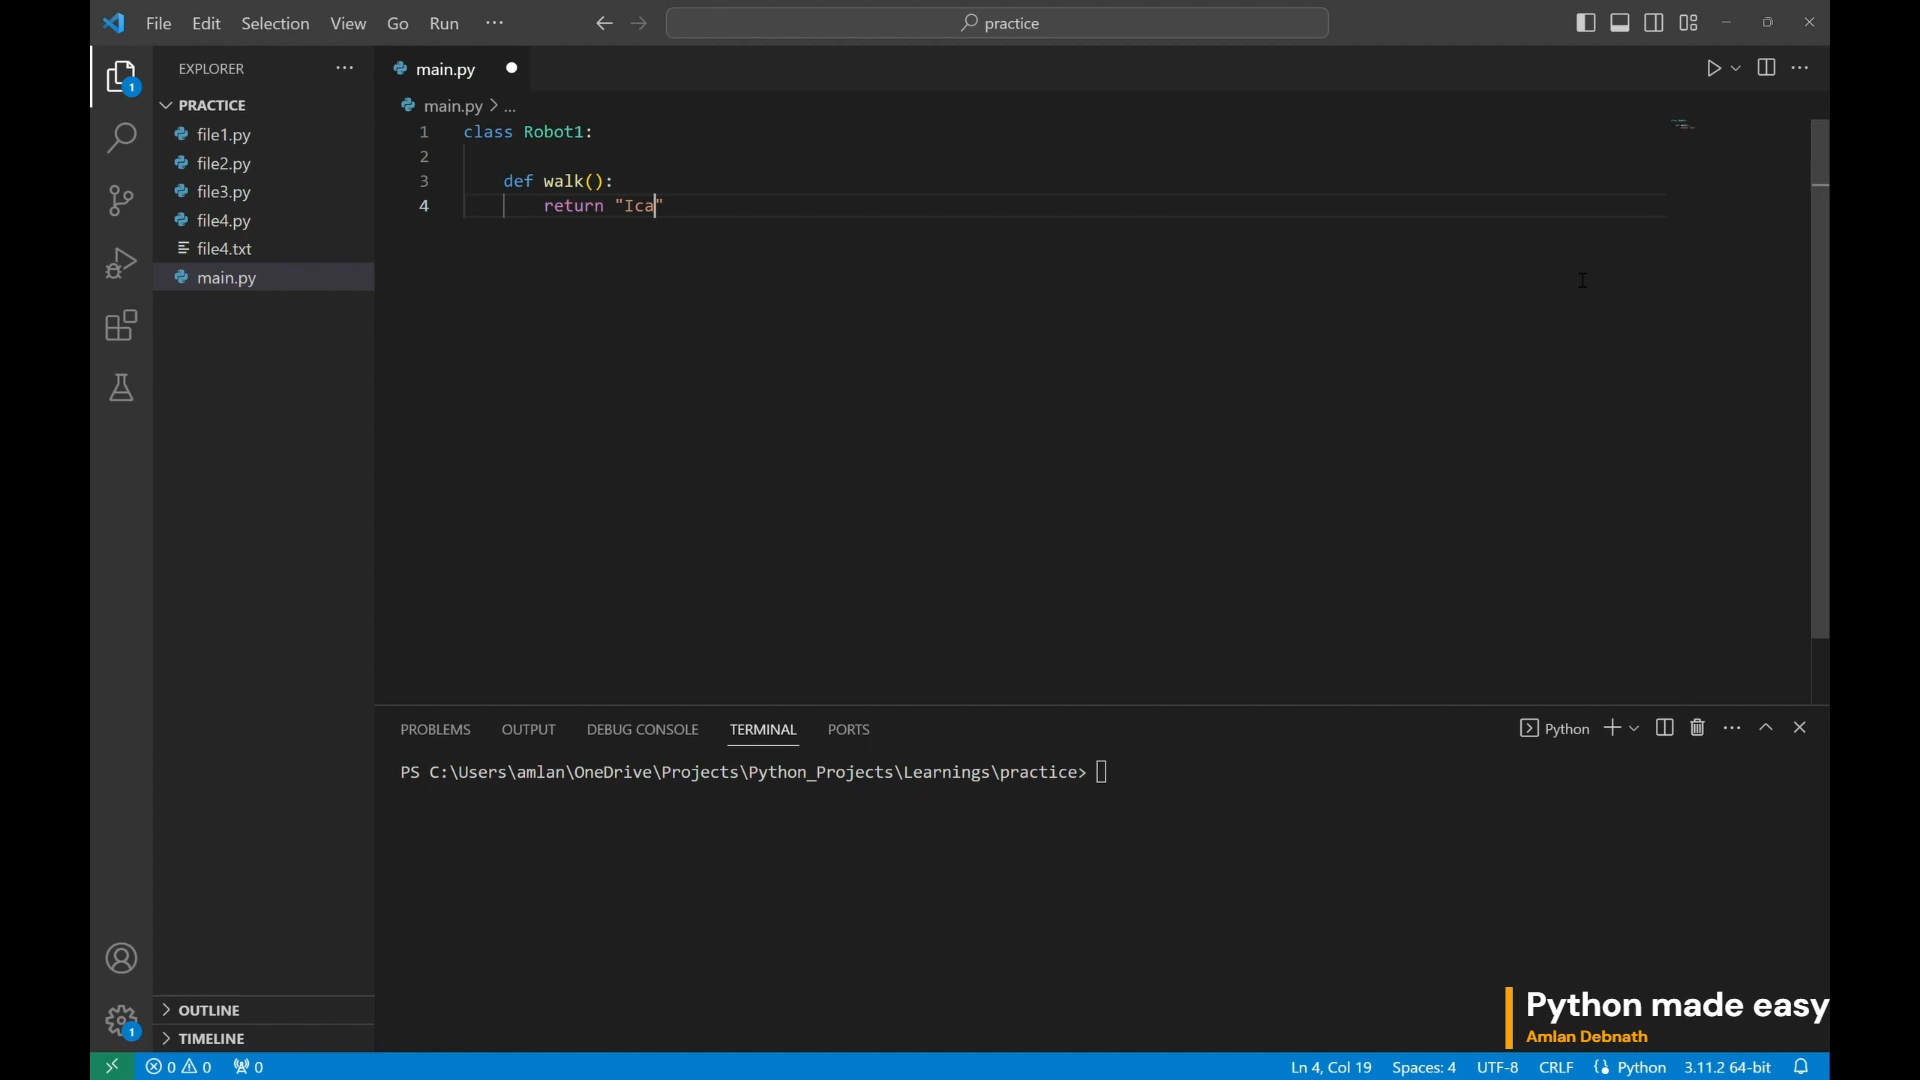 File Edit Selection View Go Run ··· practice
EXPLORER ···
main.py
PRACTICE
main.py > ...
file1.py
file2.py
file3.py
file4.py
file4.txt
main.py
1 class Robot1:
2
3 def walk():
4 return "Ica"
1
PROBLEMS OUTPUT DEBUG CONSOLE TERMINAL PORTS
Python
PS C:\Users\amlan\OneDrive\Projects\Python_Projects\Learnings\practice>
OUTLINE
TIMELINE
1
Python made easy
Amlan Debnath
0 0 0 Ln 4, Col 19 Spaces: 4 UTF-8 CRLF Python 3.11.2 64-bit